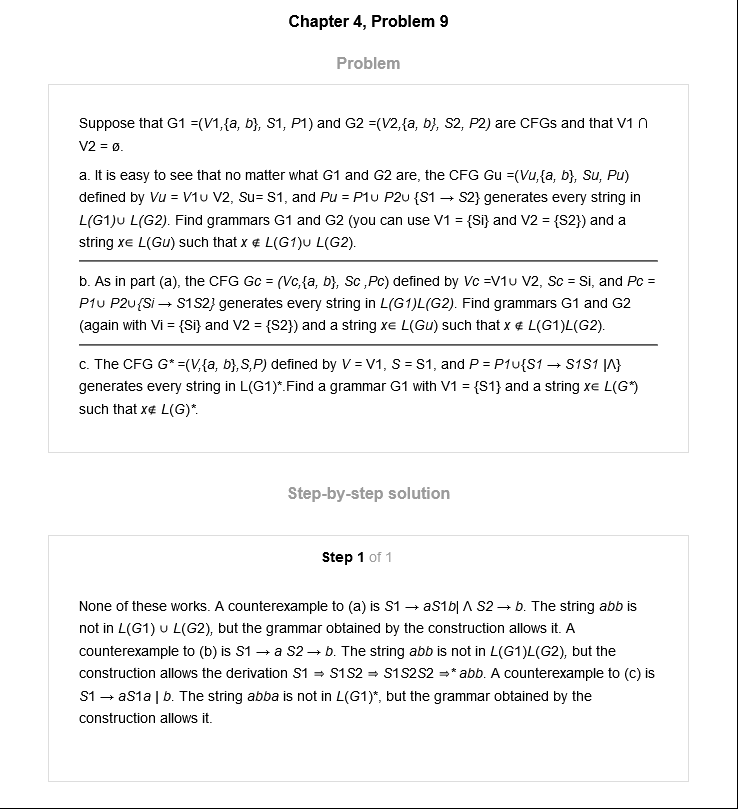 Chapter 4, Problem 9
Problem
Suppose that G1 =(V1,{a, b}, S1, P1) and G2 =(V2,{a, b}, S2, P2) are CFGs and that V1 ∩
V2 = ø.
a. It is easy to see that no matter what G1 and G2 are, the CFG Gu =(Vu,{a, b}, Su, Pu)
defined by Vu = V1∪ V2, Su= S1, and Pu = P1∪ P2∪ {S1 → S2} generates every string in
L(G1)∪ L(G2). Find grammars G1 and G2 (you can use V1 = {Si} and V2 = {S2}) and a
string x∈ L(Gu) such that x ∉ L(G1)∪ L(G2).
b. As in part (a), the CFG Gc = (Vc,{a, b}, Sc ,Pc) defined by Vc =V1∪ V2, Sc = Si, and Pc =
P1∪ P2∪{Si → S1S2} generates every string in L(G1)L(G2). Find grammars G1 and G2
(again with Vi = {Si} and V2 = {S2}) and a string x∈ L(Gu) such that x ∉ L(G1)L(G2).
c. The CFG G* =(V,{a, b},S,P) defined by V = V1, S = S1, and P = P1∪{S1 → S1S1 |Λ}
generates every string in L(G1)*.Find a grammar G1 with V1 = {S1} and a string x∈ L(G*)
such that x∉ L(G)*.
Step-by-step solution
Step 1 of 1
None of these works. A counterexample to (a) is S1 → aS1b| Λ S2 → b. The string abb is
not in L(G1) ∪ L(G2), but the grammar obtained by the construction allows it. A
counterexample to (b) is S1 → a S2 → b. The string abb is not in L(G1)L(G2), but the
construction allows the derivation S1 ⇒ S1S2 ⇒ S1S2S2 ⇒* abb. A counterexample to (c) is
S1 → aS1a | b. The string abba is not in L(G1)*, but the grammar obtained by the
construction allows it.